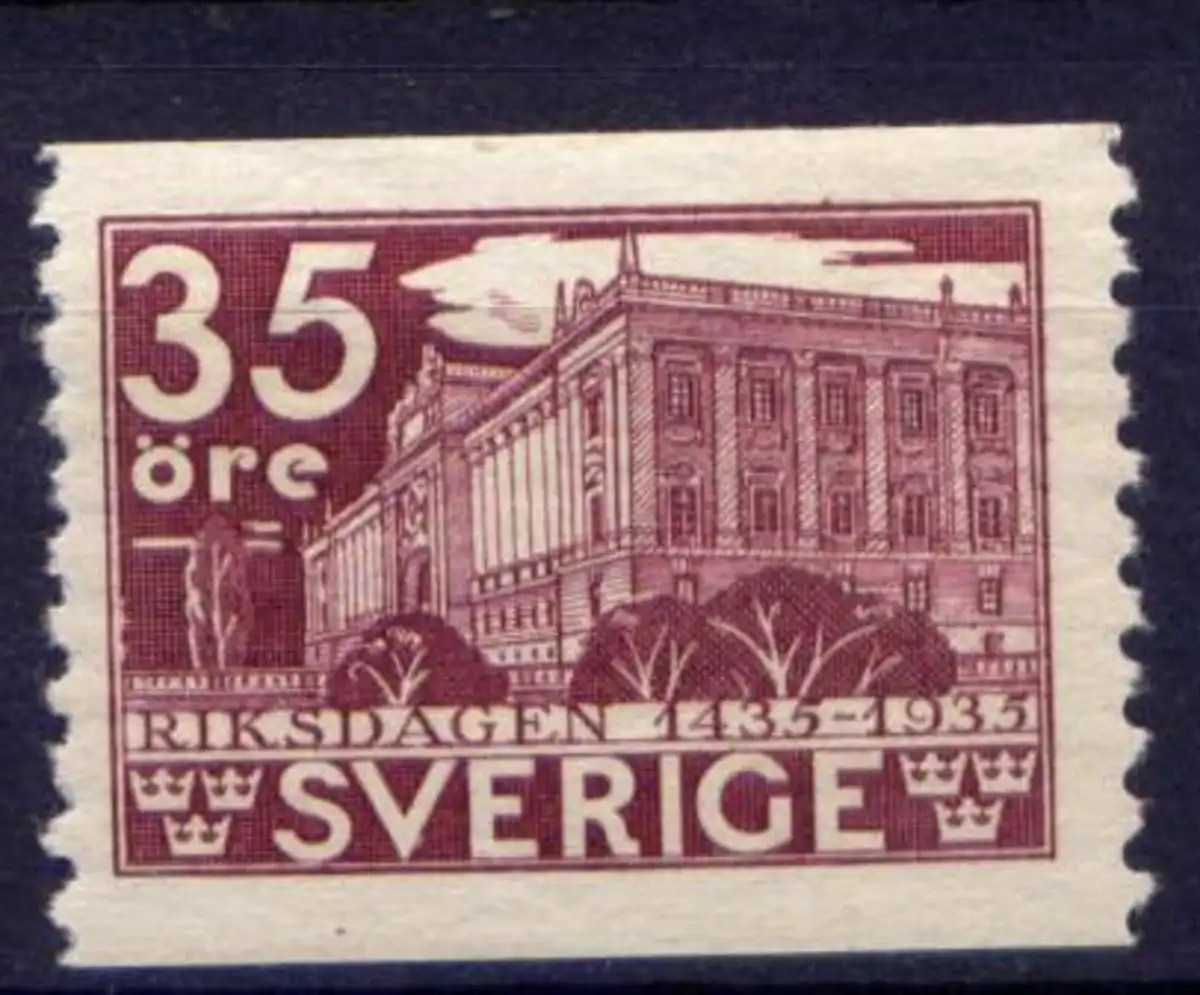 35
öre
RIKSDAGEN 1435-1935
SVERIGE